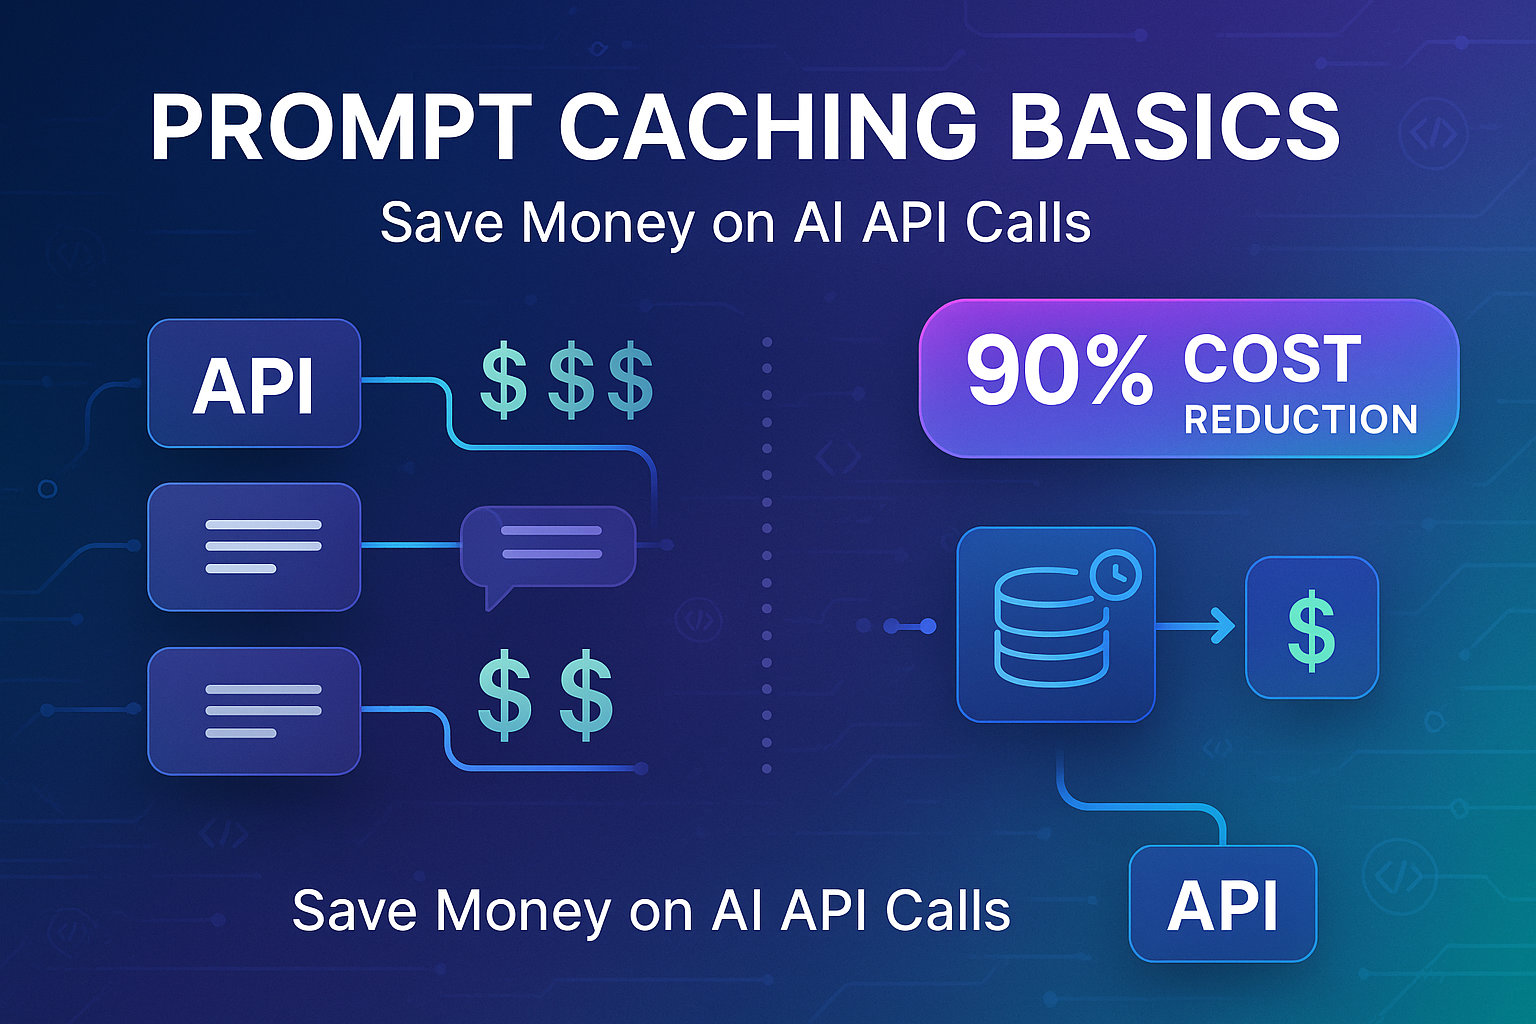 PROMPT CACHING BASICS
Save Money on AI API Calls
API
$ $ $
$ $
90% COST
REDUCTION
$
API
Save Money on AI API Calls